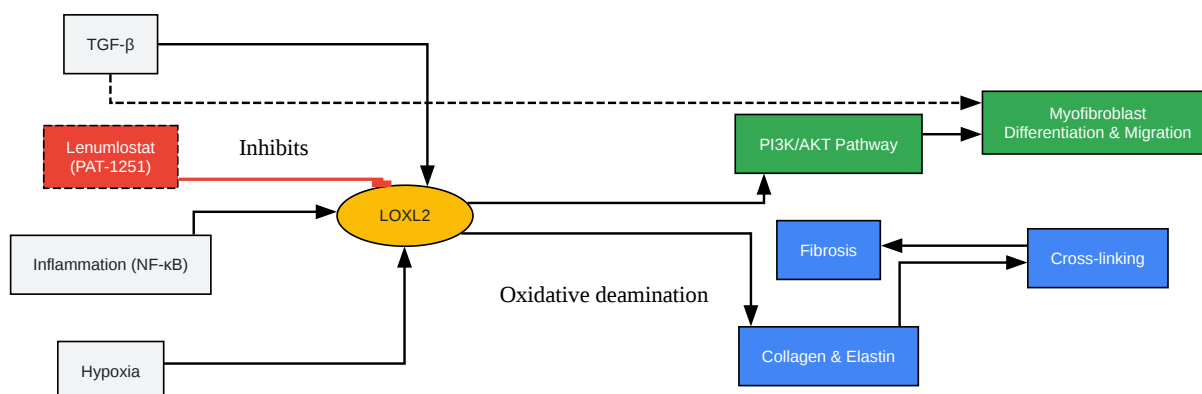 TGF-β
Lenumlostat
(PAT-1251)
Inhibits
Myofibroblast
Differentiation & Migration
PI3K/AKT Pathway
LOXL2
Inflammation (NF-κB)
Fibrosis
Cross-linking
Oxidative deamination
Collagen & Elastin
Hypoxia